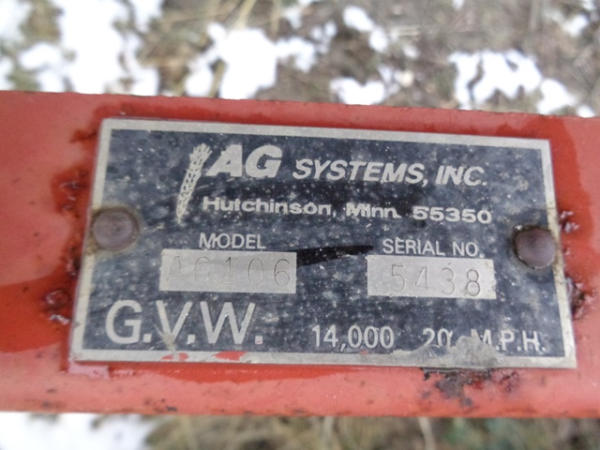 AG SYSTEMS, INC.
Hutchinson, Minn. 55350
MODEL SERIAL NO.
AG106 5438
G.V.W. 14,000 20 M.P.H.